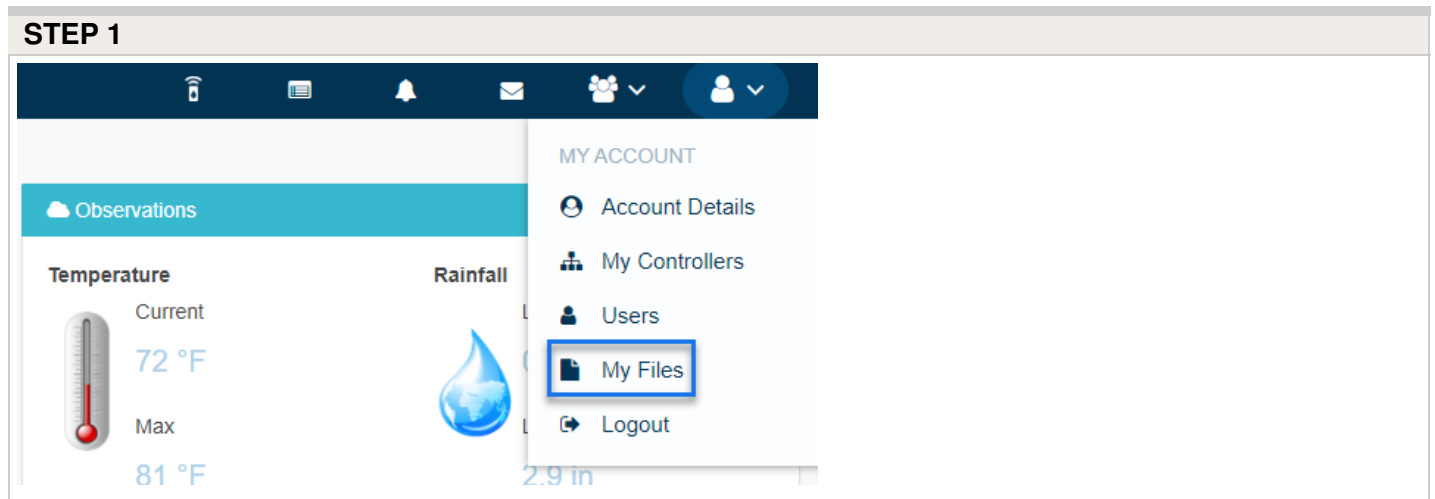 STEP 1
MY ACCOUNT
Observations
Account Details
Temperature
Rainfall
My Controllers
Current
Users
72 °F
My Files
Max
Logout
81 °F
2.9 in